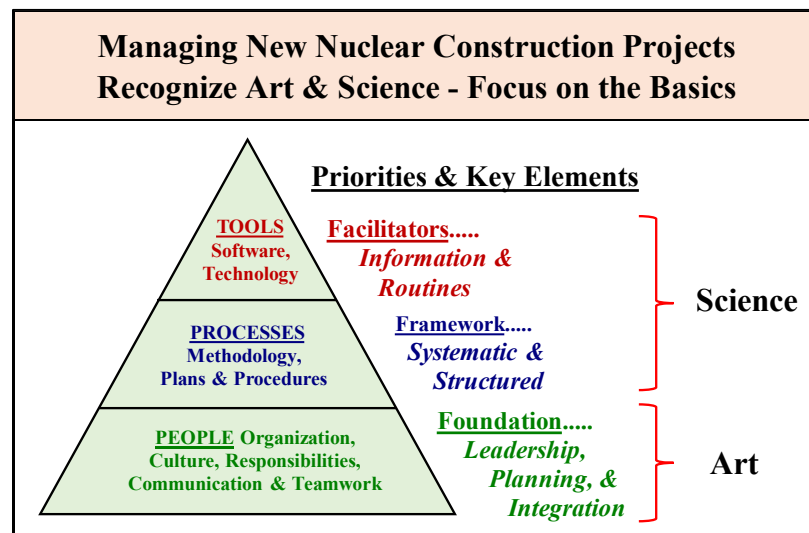 Managing New Nuclear Construction Projects
Recognize Art & Science - Focus on the Basics
Priorities & Key Elements
TOOLS
Software,
Technology
Facilitators.....
Information &
Routines
PROCESSES
Methodology,
Plans & Procedures
Framework.....
Systematic &
Structured
Science
PEOPLE Organization,
Culture, Responsibilities,
Communication & Teamwork
Foundation.....
Leadership,
Planning, &
Integration
Art